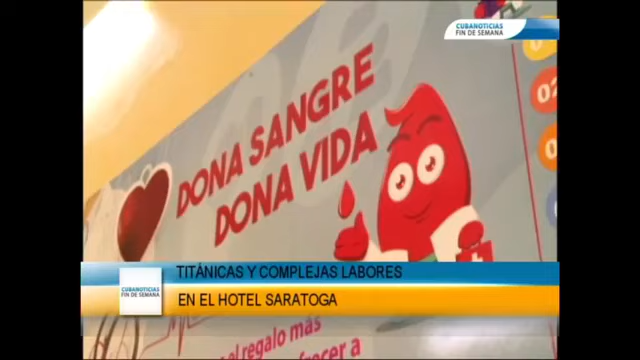 CUBANOTICIAS
FIN DE SEMANA
DONA SANGRE
DONA VIDA
02
TITÁNICAS Y COMPLEJAS LABORES
CUBANOTICIAS
FIN DE SEMANA
EN EL HOTEL SARATOGA
el regalo más
ofrecer a